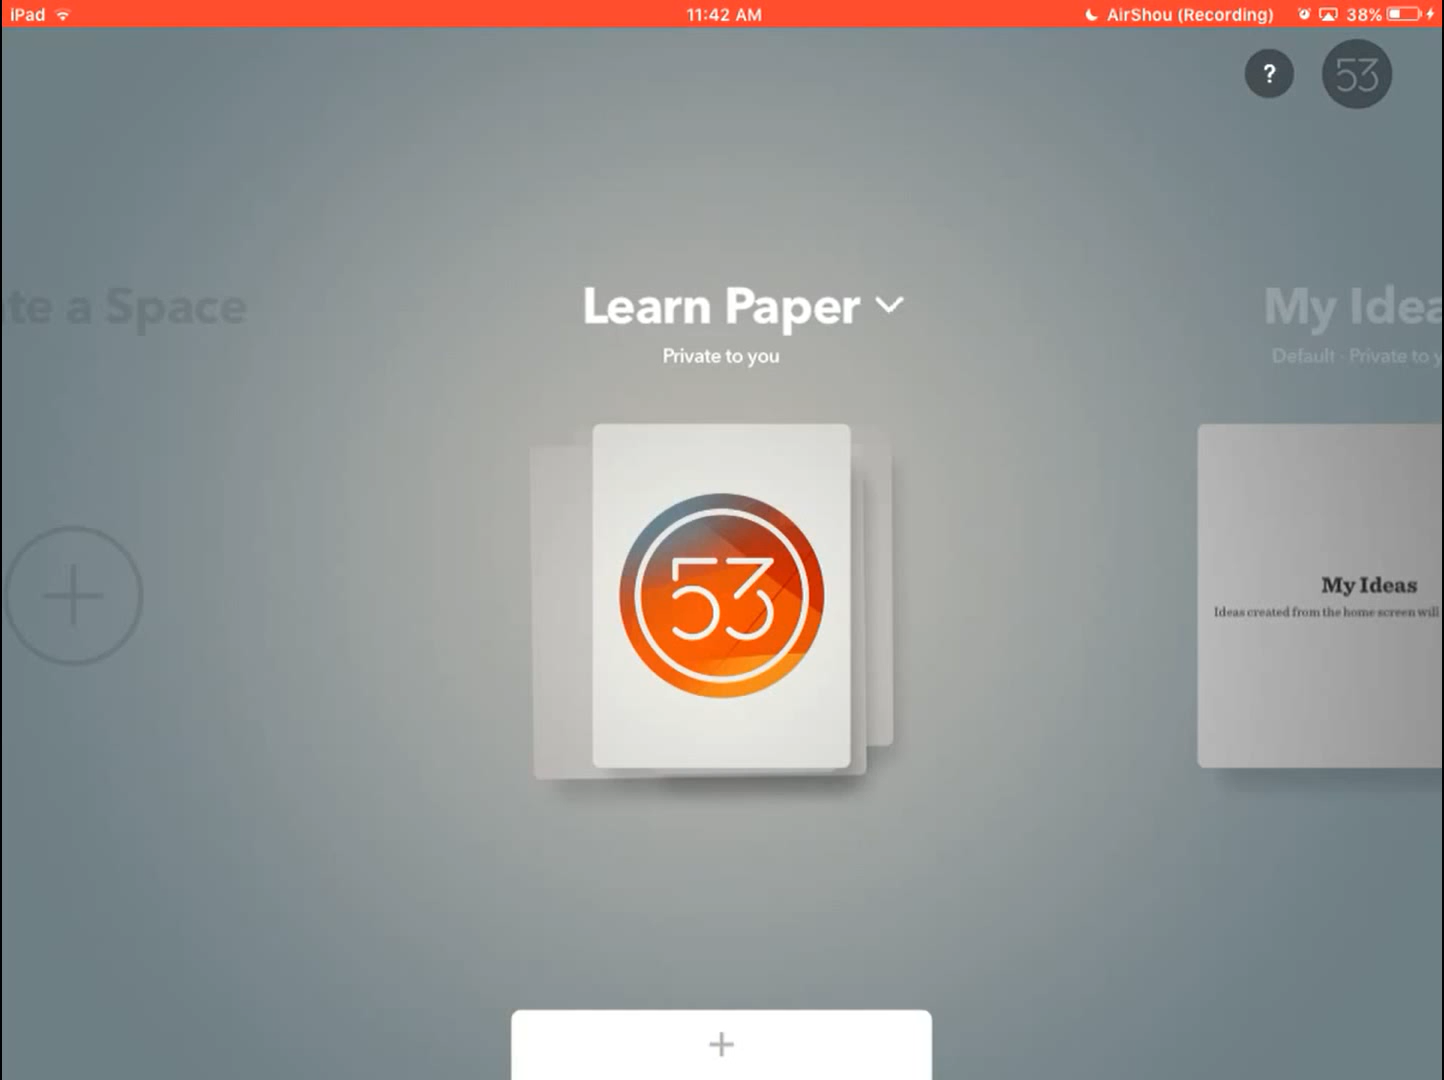 iPad 11:42 AM AirShou (Recording) 38%
? 53
te a Space
Learn Paper
My Idea
Private to you
Default · Private to y
53
My Ideas
Ideas created from the home screen will